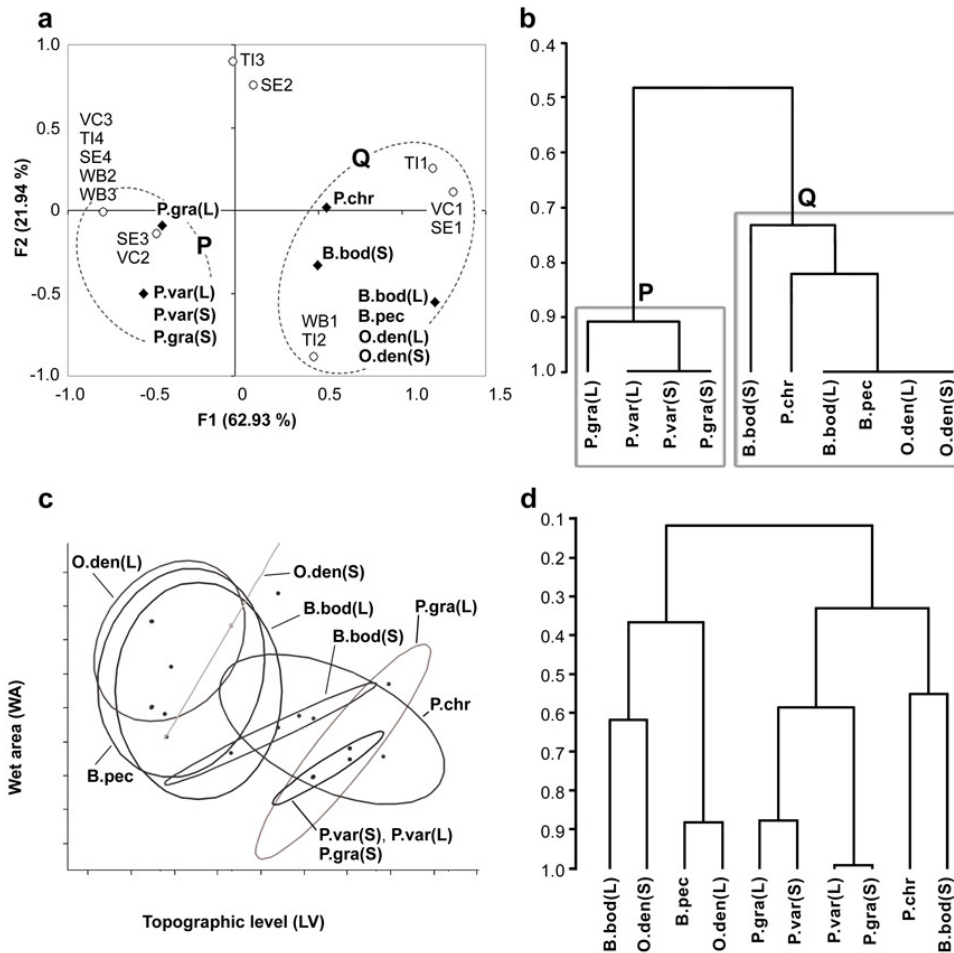 a
1.0
0.5
0
-0.5
-1.0
F2 (21.94 %)
-1.0
-0.5
0
0.5
1.0
1.5
F1 (62.93 %)
TI3
SE2
VC3
TI4
SE4
WB2
WB3
P.gra(L)
P
SE3
VC2
P.var(L)
P.var(S)
P.gra(S)
Q
TI1
P.chr
VC1
SE1
B.bod(S)
WB1
TI2
B.bod(L)
B.pec
O.den(L)
O.den(S)
b
0.4
0.5
0.6
0.7
0.8
0.9
1.0
P
Q
P.gra(L)
P.var(L)
P.var(S)
P.gra(S)
B.bod(S)
P.chr
B.bod(L)
B.pec
O.den(L)
O.den(S)
c
O.den(L)
O.den(S)
B.bod(L)
B.bod(S)
P.gra(L)
P.chr
B.pec
P.var(S), P.var(L)
P.gra(S)
Wet area (WA)
Topographic level (LV)
d
0.1
0.2
0.3
0.4
0.5
0.6
0.7
0.8
0.9
1.0
B.bod(L)
O.den(S)
B.pec
O.den(L)
P.gra(L)
P.var(S)
P.var(L)
P.gra(S)
P.chr
B.bod(S)